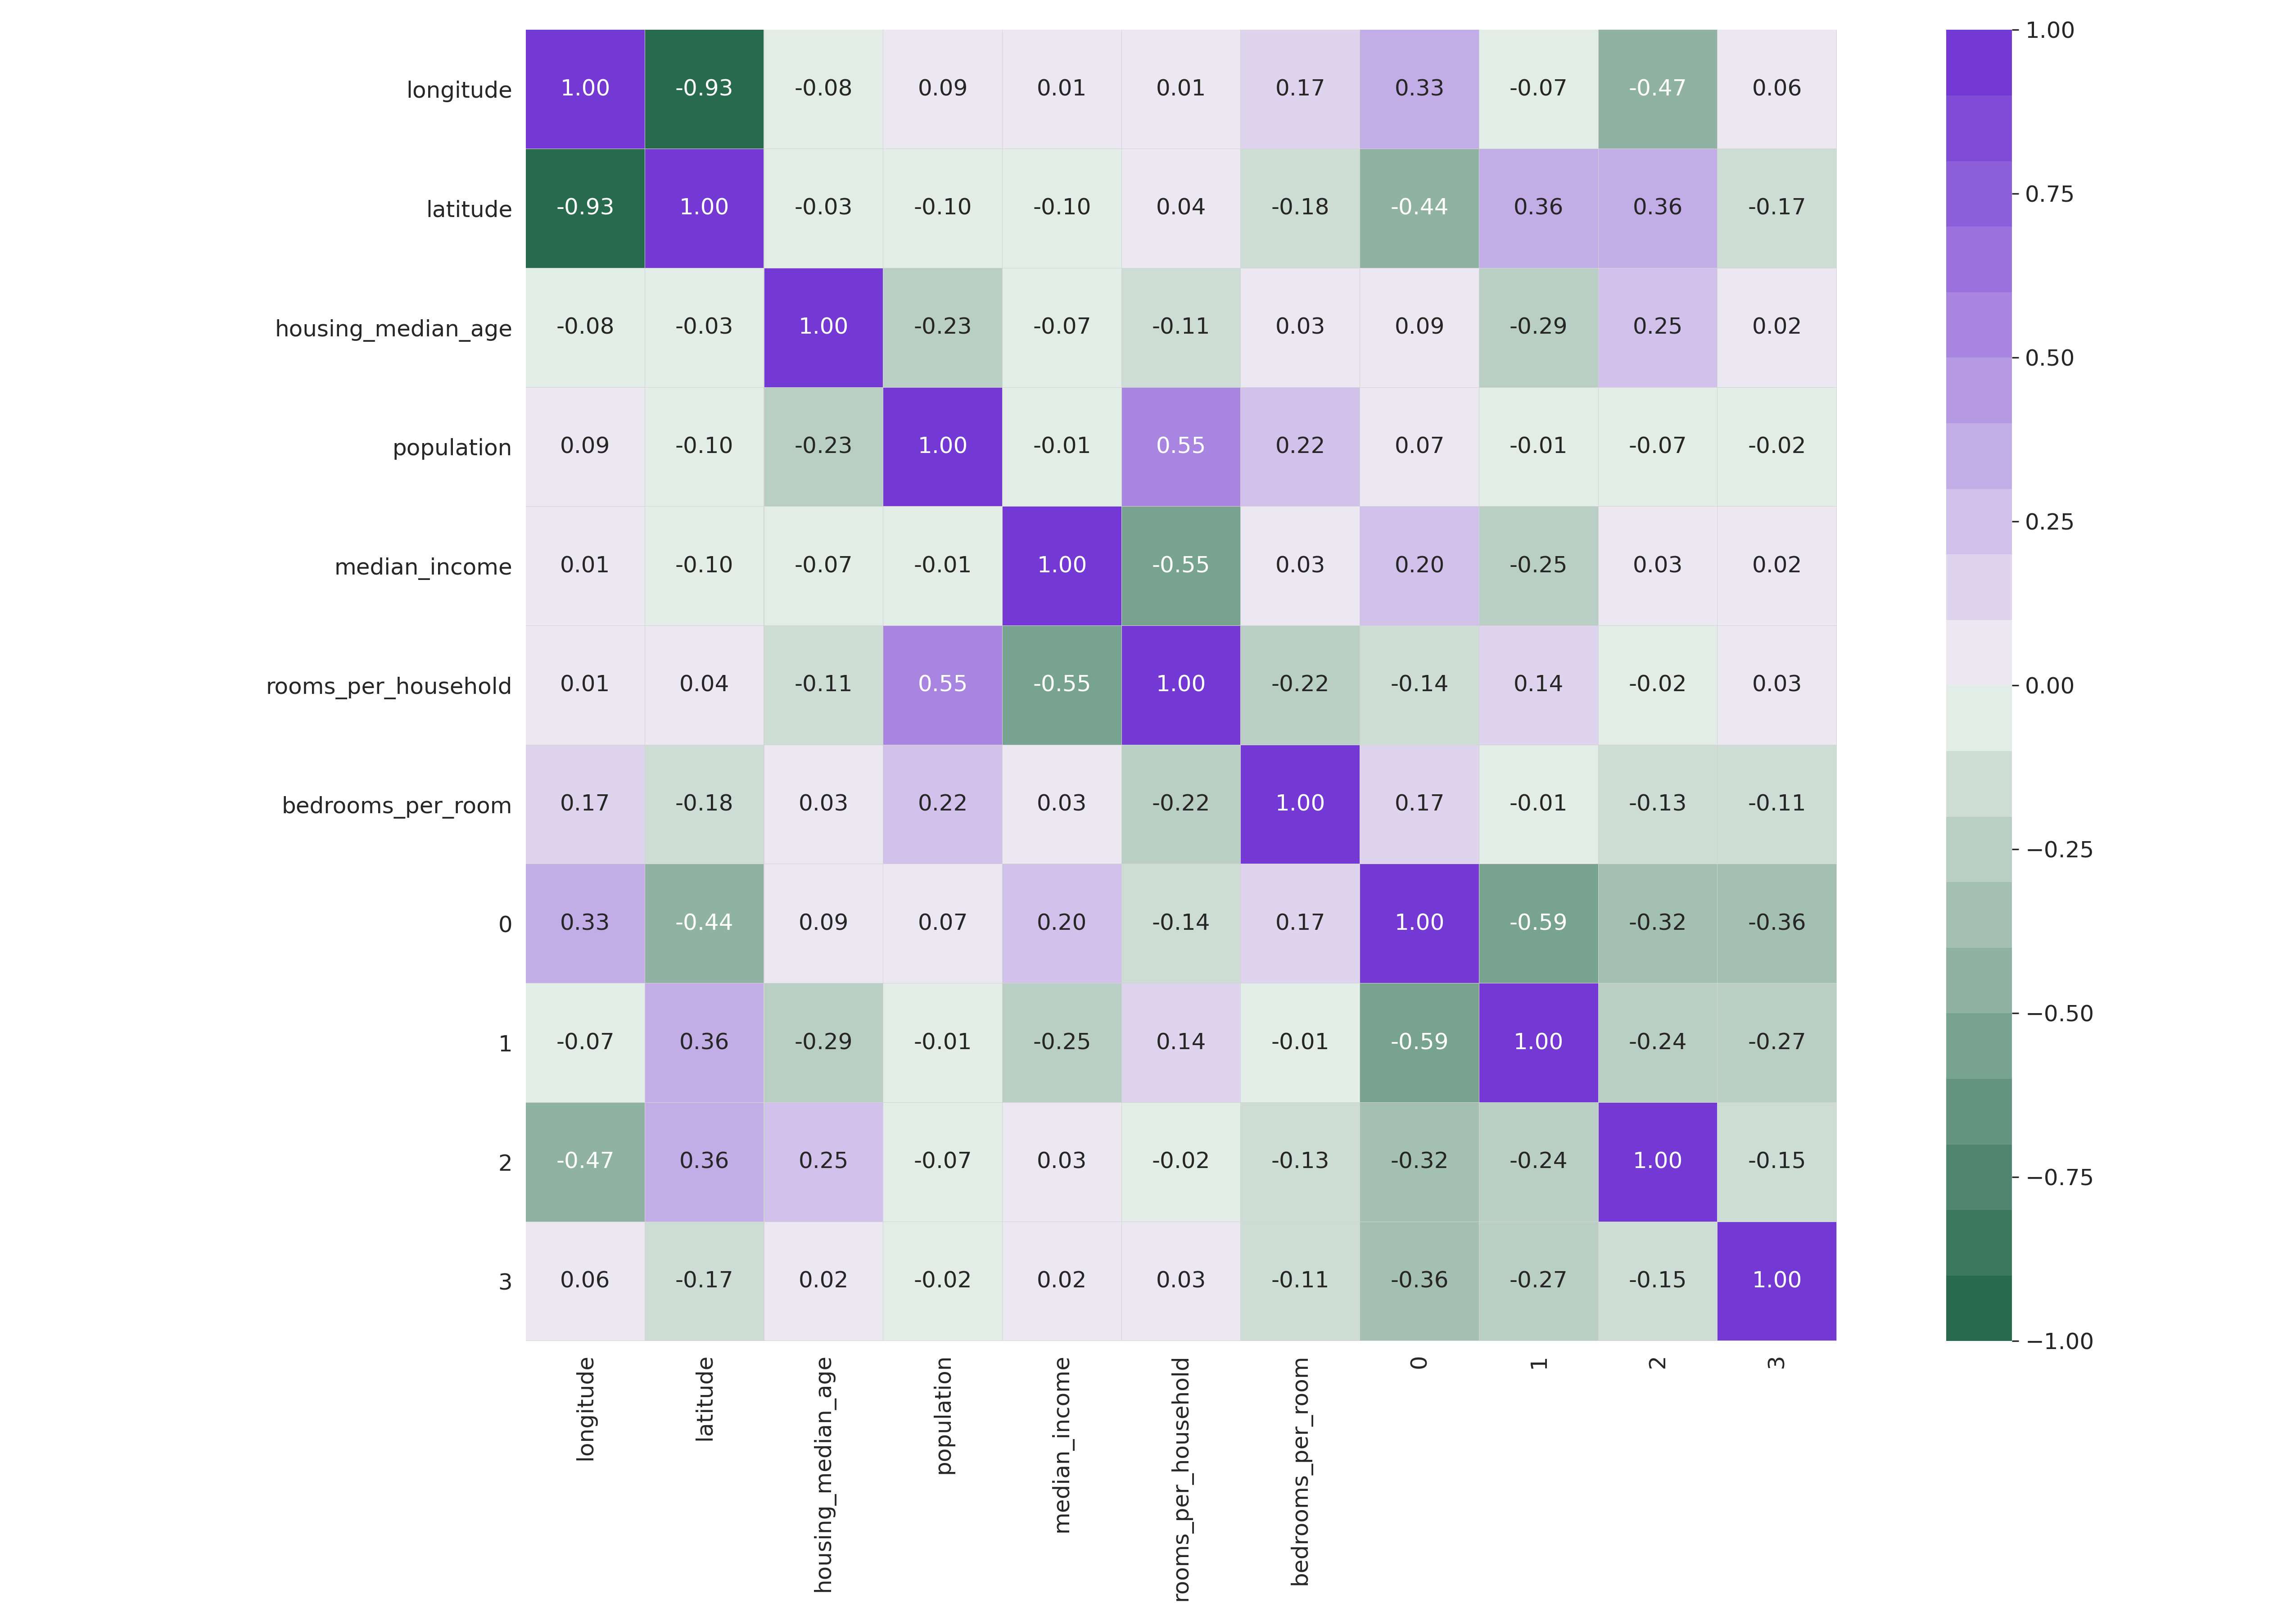 longitude 1.00 -0.93 -0.08 0.09 0.01 0.01 0.17 0.33 -0.07 -0.47 0.06
latitude -0.93 1.00 -0.03 -0.10 -0.10 0.04 -0.18 -0.44 0.36 0.36 -0.17
housing_median_age -0.08 -0.03 1.00 -0.23 -0.07 -0.11 0.03 0.09 -0.29 0.25 0.02
population 0.09 -0.10 -0.23 1.00 -0.01 0.55 0.22 0.07 -0.01 -0.07 -0.02
median_income 0.01 -0.10 -0.07 -0.01 1.00 -0.55 0.03 0.20 -0.25 0.03 0.02
rooms_per_household 0.01 0.04 -0.11 0.55 -0.55 1.00 -0.22 -0.14 0.14 -0.02 0.03
bedrooms_per_room 0.17 -0.18 0.03 0.22 0.03 -0.22 1.00 0.17 -0.01 -0.13 -0.11
0 0.33 -0.44 0.09 0.07 0.20 -0.14 0.17 1.00 -0.59 -0.32 -0.36
1 -0.07 0.36 -0.29 -0.01 -0.25 0.14 -0.01 -0.59 1.00 -0.24 -0.27
2 -0.47 0.36 0.25 -0.07 0.03 -0.02 -0.13 -0.32 -0.24 1.00 -0.15
3 0.06 -0.17 0.02 -0.02 0.02 0.03 -0.11 -0.36 -0.27 -0.15 1.00
longitude
latitude
housing_median_age
population
median_income
rooms_per_household
bedrooms_per_room
0
1
2
3
1.00
0.75
0.50
0.25
0.00
−0.25
−0.50
−0.75
−1.00